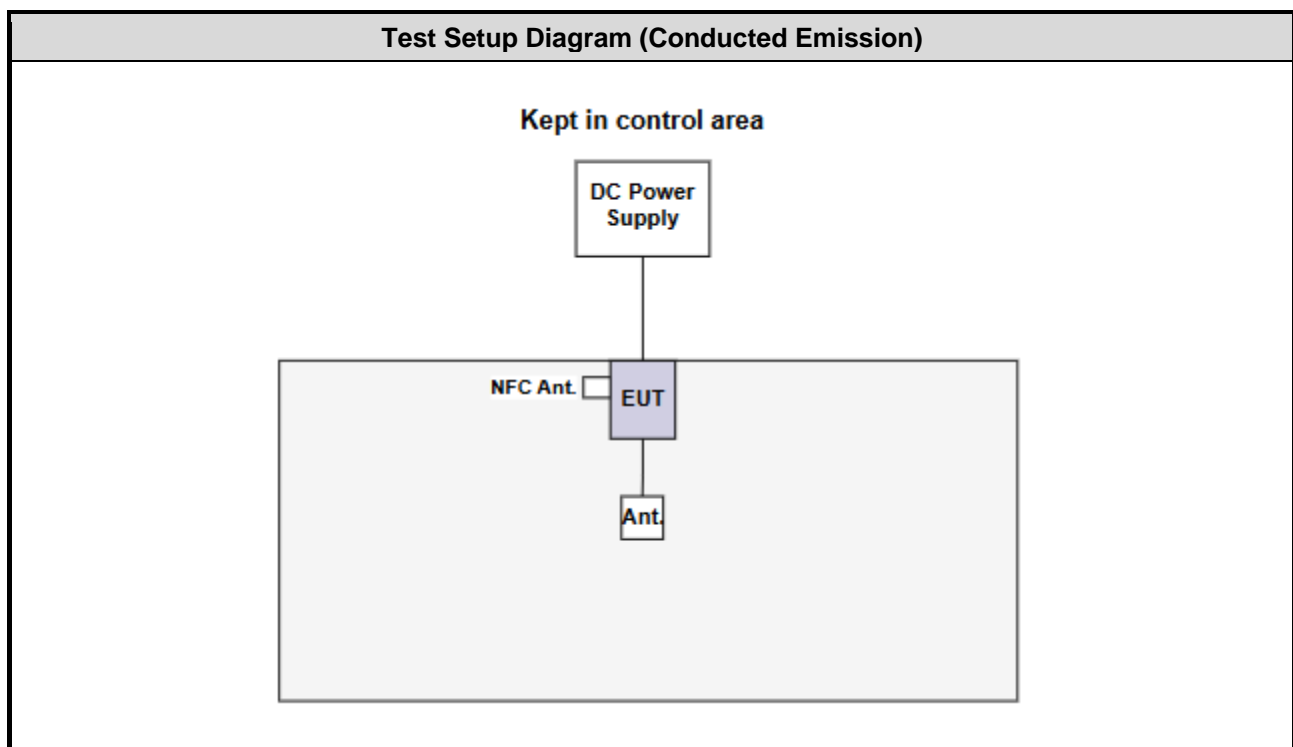 Test Setup Diagram (Conducted Emission)
Kept in control area
DC Power
Supply
NFC Ant.
EUT
Ant.